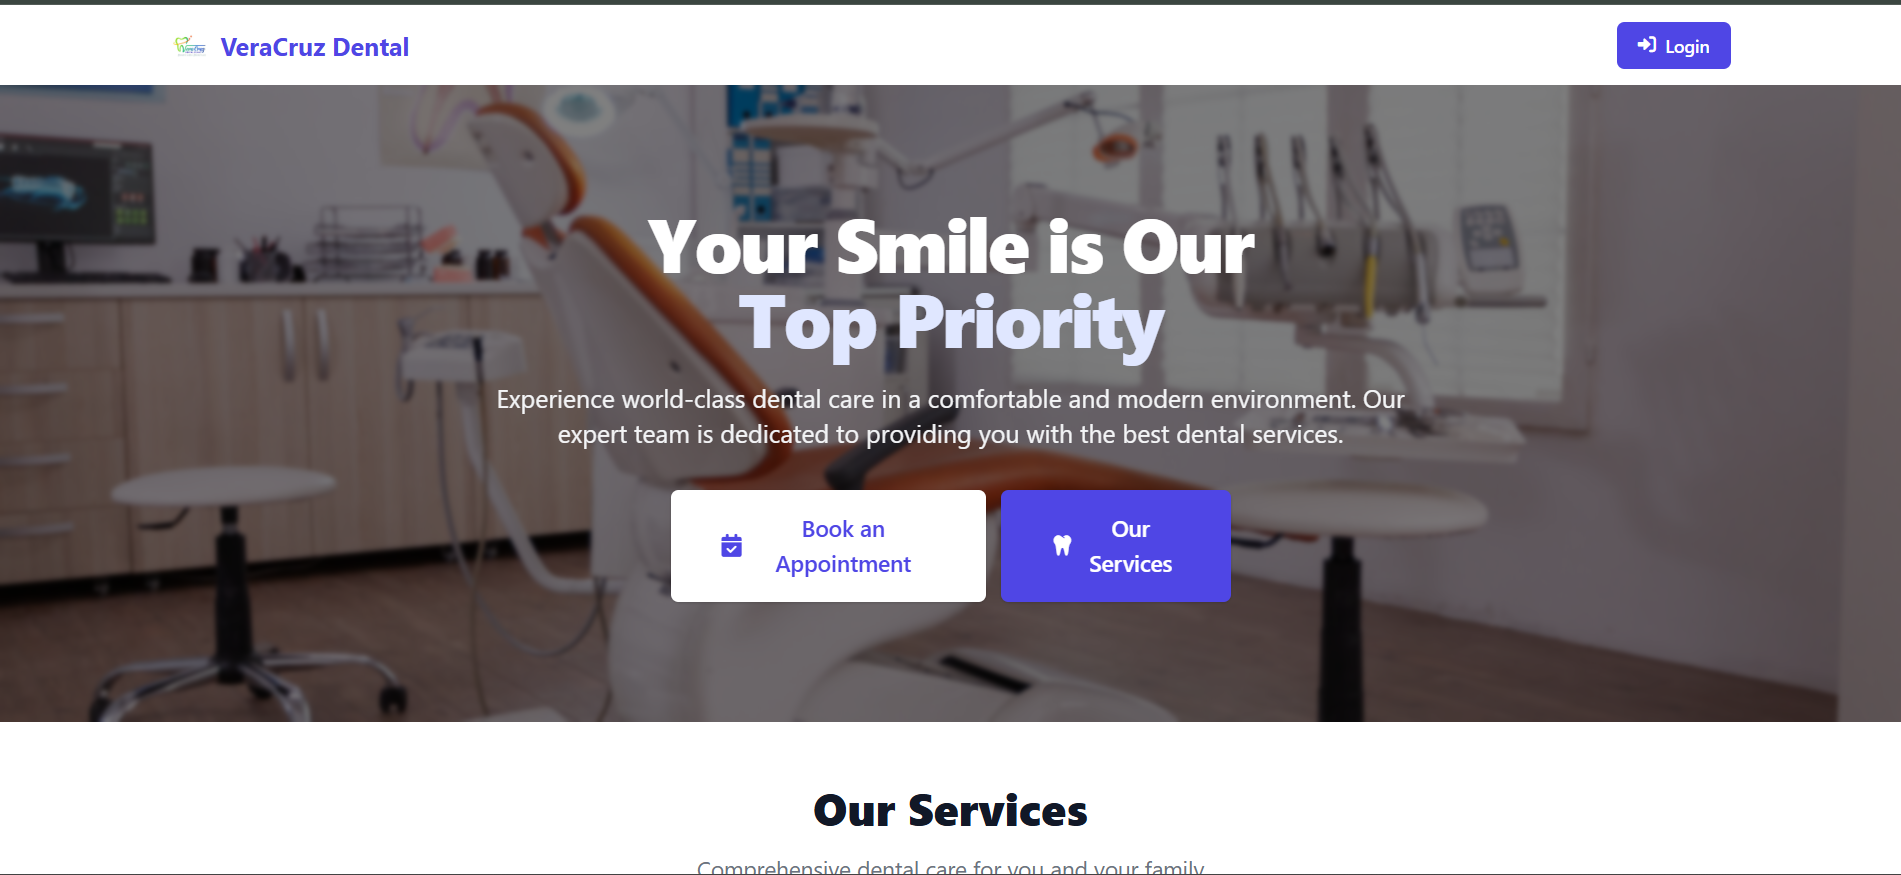 VeraCruz Dental
Login
Your Smile is Our
Top Priority
Experience world-class dental care in a comfortable and modern environment. Our
expert team is dedicated to providing you with the best dental services.
Book an
Appointment
Our
Services
Our Services
Comprehensive dental care for you and your family